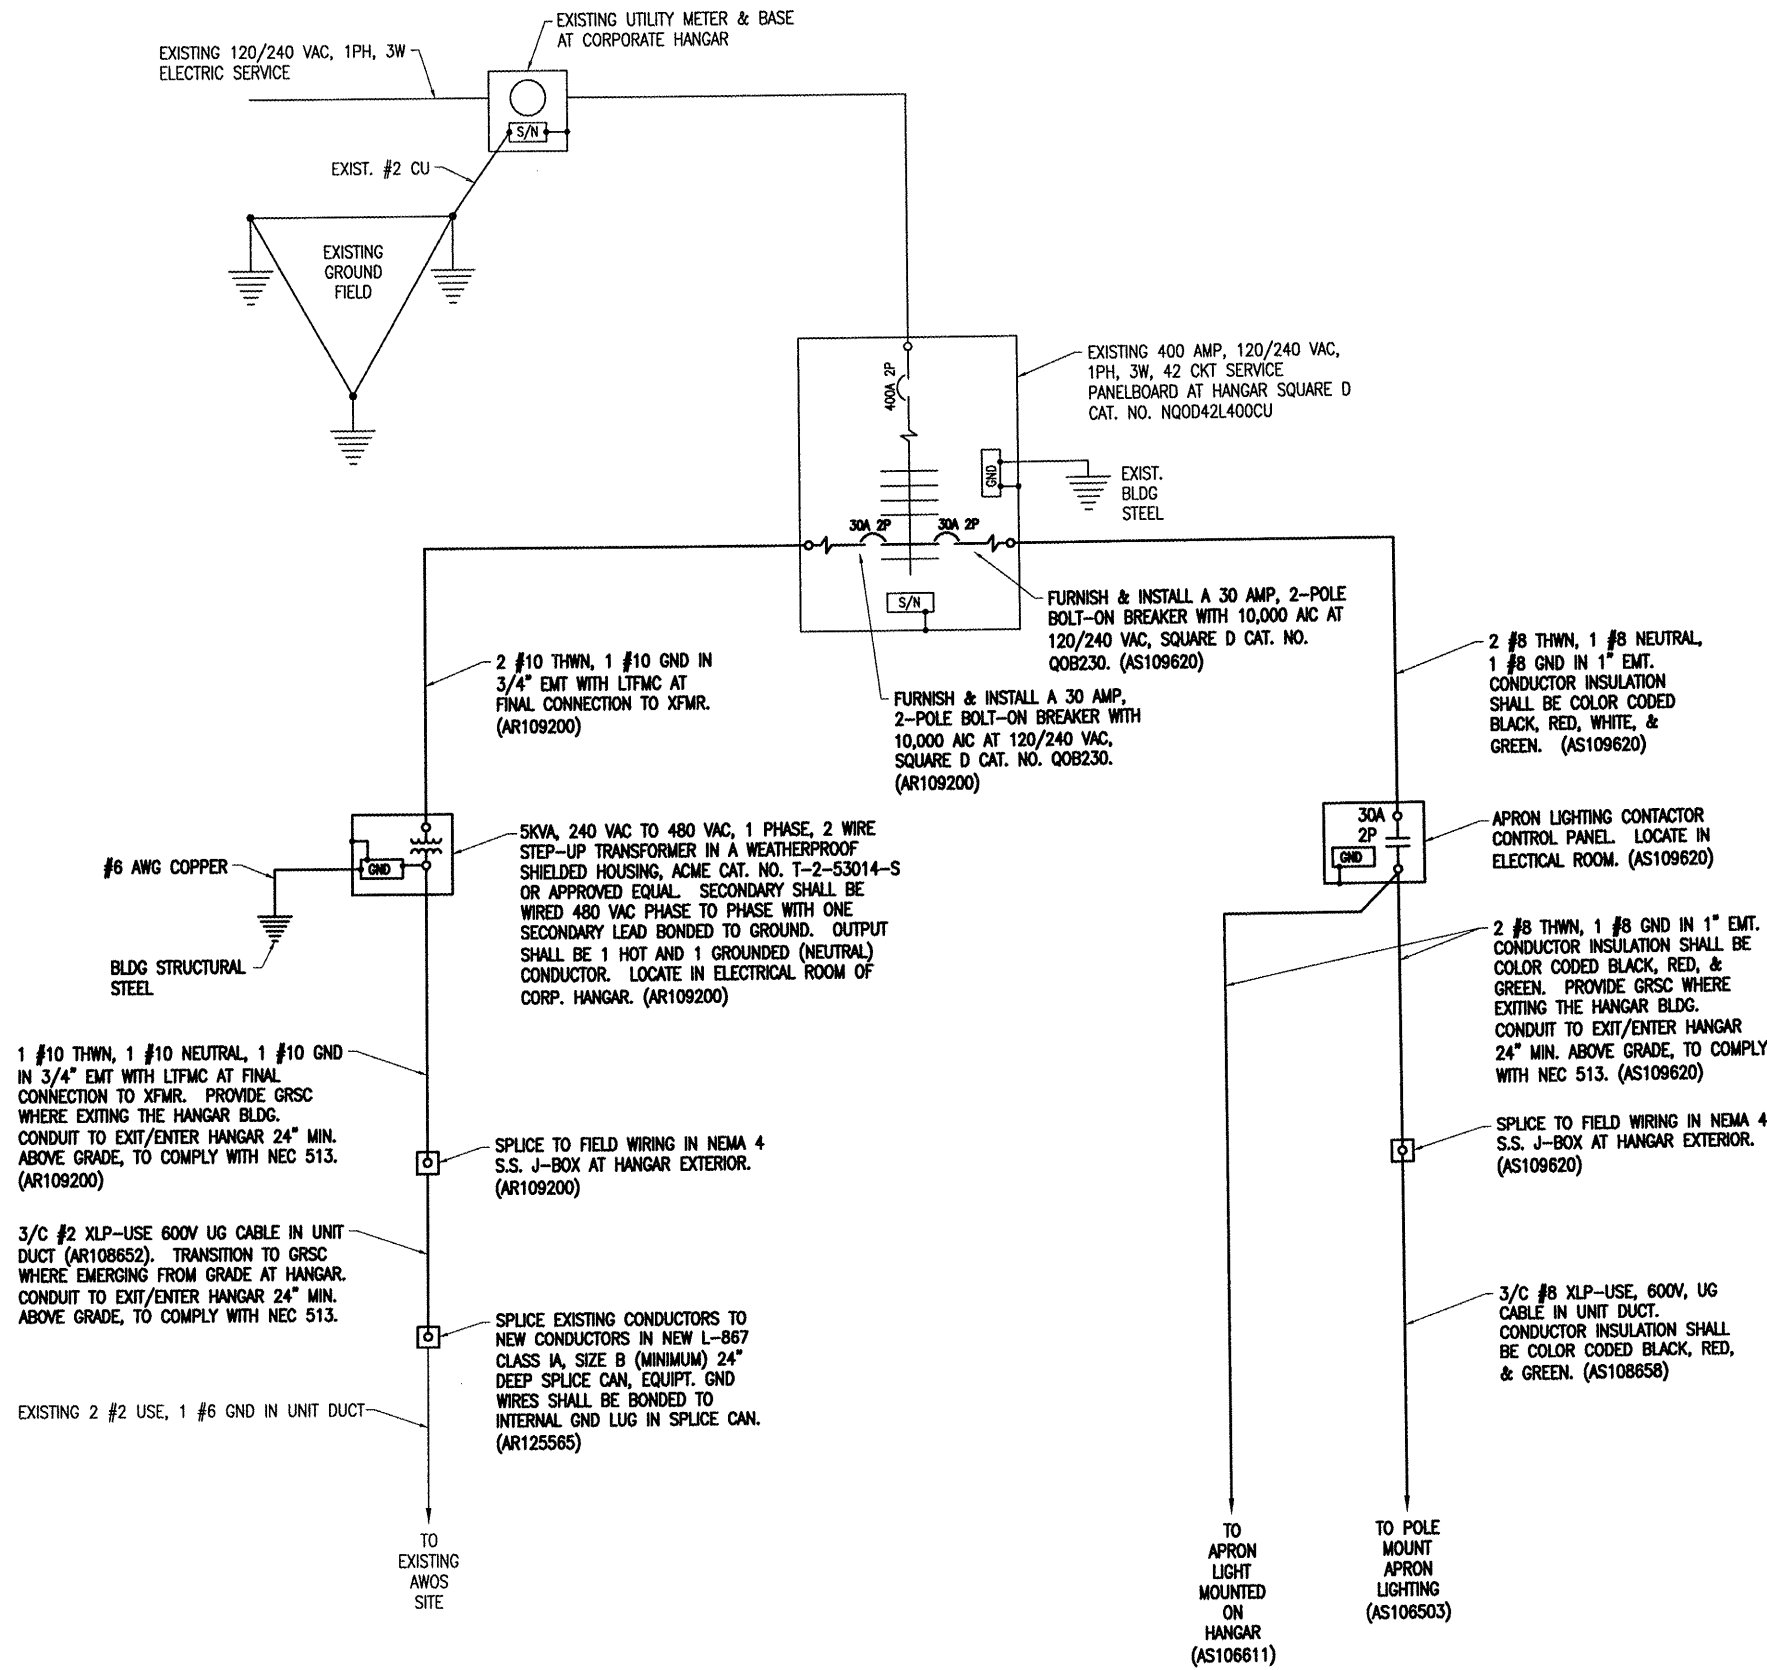 EXISTING UTILITY METER & BASE
AT CORPORATE HANGAR
EXISTING 120/240 VAC, 1PH, 3W
ELECTRIC SERVICE
S/N
EXIST. #2 CU
EXISTING
GROUND
FIELD
400A 2P
EXISTING 400 AMP, 120/240 VAC,
1PH, 3W, 42 CKT SERVICE
PANELBOARD AT HANGAR SQUARE D
CAT. NO. NQOD42L400CU
GND
EXIST.
BLDG
STEEL
30A 2P
30A 2P
S/N
FURNISH & INSTALL A 30 AMP, 2-POLE
BOLT-ON BREAKER WITH 10,000 AIC AT
120/240 VAC, SQUARE D CAT. NO.
QOB230. (AS109620)
2 #10 THWN, 1 #10 GND IN
3/4" EMT WITH LTFMC AT
FINAL CONNECTION TO XFMR.
(AR109200)
FURNISH & INSTALL A 30 AMP,
2-POLE BOLT-ON BREAKER WITH
10,000 AIC AT 120/240 VAC,
SQUARE D CAT. NO. QOB230.
(AR109200)
2 #8 THWN, 1 #8 NEUTRAL,
1 #8 GND IN 1" EMT.
CONDUCTOR INSULATION
SHALL BE COLOR CODED
BLACK, RED, WHITE, &
GREEN. (AS109620)
30A
2P
GND
APRON LIGHTING CONTACTOR
CONTROL PANEL. LOCATE IN
ELECTICAL ROOM. (AS109620)
#6 AWG COPPER
GND
5KVA, 240 VAC TO 480 VAC, 1 PHASE, 2 WIRE
STEP-UP TRANSFORMER IN A WEATHERPROOF
SHIELDED HOUSING, ACME CAT. NO. T-2-53014-S
OR APPROVED EQUAL. SECONDARY SHALL BE
WIRED 480 VAC PHASE TO PHASE WITH ONE
SECONDARY LEAD BONDED TO GROUND. OUTPUT
SHALL BE 1 HOT AND 1 GROUNDED (NEUTRAL)
CONDUCTOR. LOCATE IN ELECTRICAL ROOM OF
CORP. HANGAR. (AR109200)
BLDG STRUCTURAL
STEEL
2 #8 THWN, 1 #8 GND IN 1" EMT.
CONDUCTOR INSULATION SHALL BE
COLOR CODED BLACK, RED, &
GREEN. PROVIDE GRSC WHERE
EXITING THE HANGAR BLDG.
CONDUIT TO EXIT/ENTER HANGAR
24" MIN. ABOVE GRADE, TO COMPLY
WITH NEC 513. (AS109620)
1 #10 THWN, 1 #10 NEUTRAL, 1 #10 GND
IN 3/4" EMT WITH LTFMC AT FINAL
CONNECTION TO XFMR. PROVIDE GRSC
WHERE EXITING THE HANGAR BLDG.
CONDUIT TO EXIT/ENTER HANGAR 24" MIN.
ABOVE GRADE, TO COMPLY WITH NEC 513.
(AR109200)
SPLICE TO FIELD WIRING IN NEMA 4
S.S. J-BOX AT HANGAR EXTERIOR.
(AR109200)
SPLICE TO FIELD WIRING IN NEMA 4
S.S. J-BOX AT HANGAR EXTERIOR.
(AS109620)
3/C #2 XLP-USE 600V UG CABLE IN UNIT
DUCT (AR108652). TRANSITION TO GRSC
WHERE EMERGING FROM GRADE AT HANGAR.
CONDUIT TO EXIT/ENTER HANGAR 24" MIN.
ABOVE GRADE, TO COMPLY WITH NEC 513.
3/C #8 XLP-USE, 600V, UG
CABLE IN UNIT DUCT.
CONDUCTOR INSULATION SHALL
BE COLOR CODED BLACK, RED,
& GREEN. (AS108658)
SPLICE EXISTING CONDUCTORS TO
NEW CONDUCTORS IN NEW L-867
CLASS IA, SIZE B (MINIMUM) 24"
DEEP SPLICE CAN, EQUIPT. GND
WIRES SHALL BE BONDED TO
INTERNAL GND LUG IN SPLICE CAN.
(AR125565)
EXISTING 2 #2 USE, 1 #6 GND IN UNIT DUCT
TO
EXISTING
AWOS
SITE
TO
APRON
LIGHT
MOUNTED
ON
HANGAR
(AS106611)
TO POLE
MOUNT
APRON
LIGHTING
(AS106503)